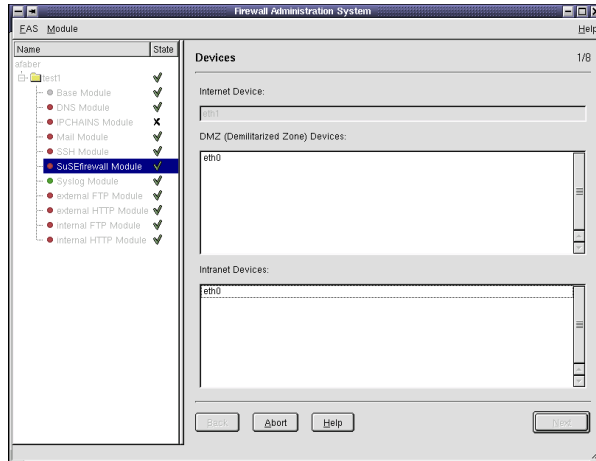 Firewall Administration System
FAS Module Help
Name State
afaber
test1
Base Module
DNS Module
IPCHAINS Module
Mail Module
SSH Module
SuSEfirewall Module
Syslog Module
external FTP Module
external HTTP Module
internal FTP Module
internal HTTP Module
Devices 1/8
Internet Device:
eth1
DMZ (Demilitarized Zone) Devices:
eth0
Intranet Devices:
eth0
Back Abort Help Next